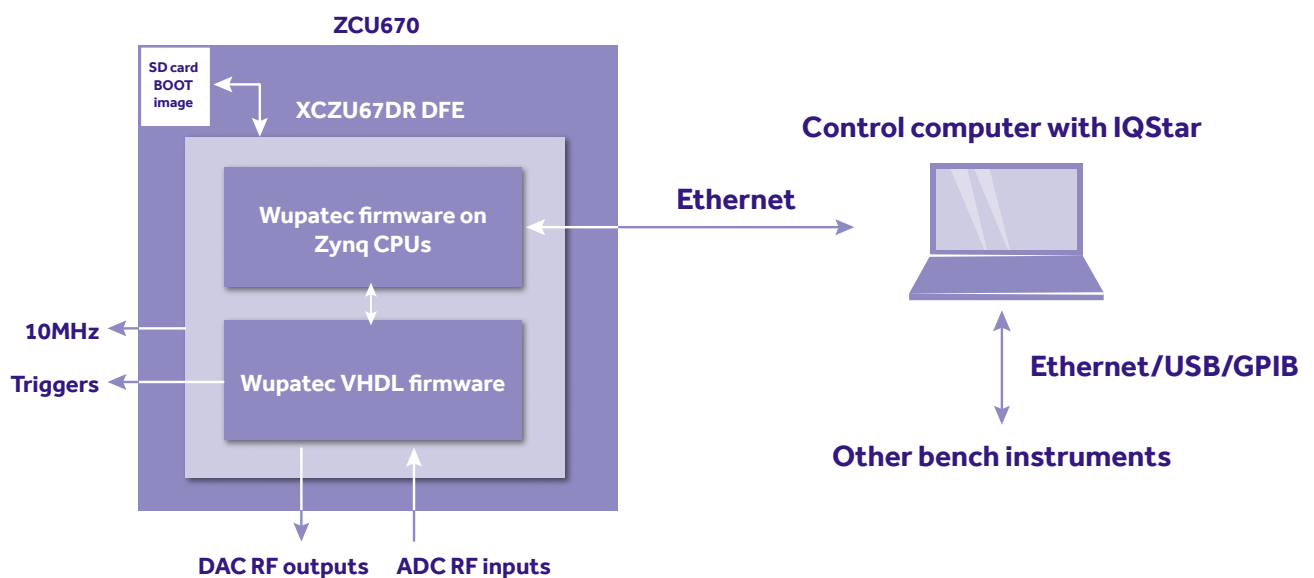 ZCU670
SD card
BOOT
image
XCZU67DR DFE
Wupatec firmware on
Zynq CPUs
Wupatec VHDL firmware
10MHz
Triggers
DAC RF outputs
ADC RF inputs
Ethernet
Control computer with IQStar
Ethernet/USB/GPIB
Other bench instruments